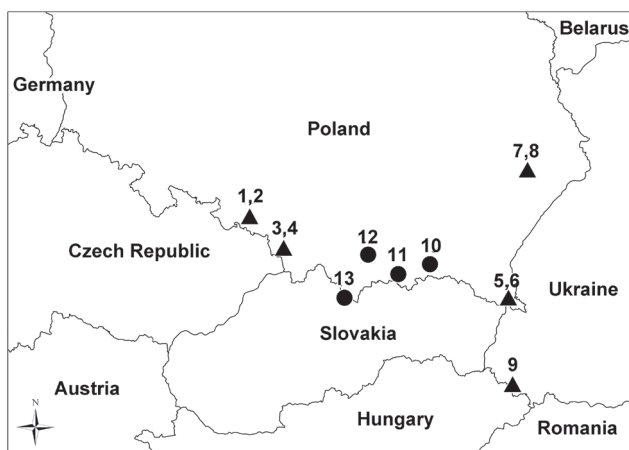 Belarus
Germany
Poland
7,8
1,2
3,4
Czech Republic
12
11
10
13
5,6
Ukraine
Slovakia
9
Austria
Hungary
Romania
N